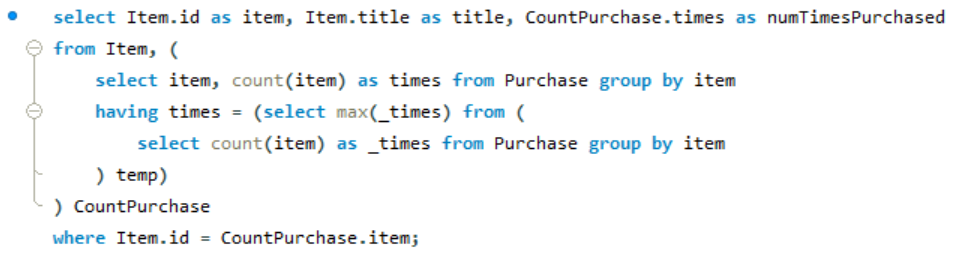 select Item.id as item, Item.title as title, CountPurchase.times as numTimesPurchased
from Item, (
select item, count(item) as times from Purchase group by item
having times = (select max(_times) from (
select count(item) as _times from Purchase group by item
) temp)
) CountPurchase
where Item.id = CountPurchase.item;